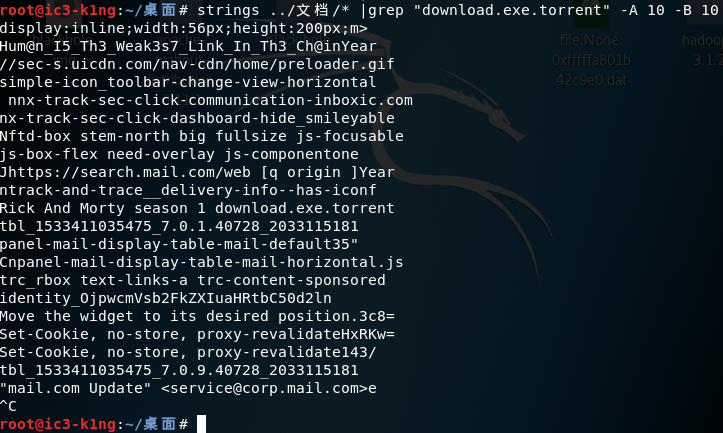 root@ic3-k1ng:~/桌面# strings ../文档/* |grep "download.exe.torrent" -A 10 -B 10
display:inline;width:56px;height:200px;m>
Hum@n_I5_Th3_Weak3s7_Link_In_Th3_Ch@inYear
//sec-s.uicdn.com/nav-cdn/home/preloader.gif
simple-icon_toolbar-change-view-horizontal
 nnx-track-sec-click-communication-inboxic.com
nx-track-sec-click-dashboard-hide_smileyable
Nftd-box stem-north big fullsize js-focusable
js-box-flex need-overlay js-componentone
Jhttps://search.mail.com/web [q origin ]Year
ntrack-and-trace__delivery-info--has-iconf
Rick And Morty season 1 download.exe.torrent
tbl_1533411035475_7.0.1.40728_2033115181
panel-mail-display-table-mail-default35"
Cnpanel-mail-display-table-mail-horizontal.js
trc_rbox text-links-a trc-content-sponsored
identity_OjpwcmVsb2FkZXIuaHRtbC50d2ln
Move the widget to its desired position.3c8=
Set-Cookie, no-store, proxy-revalidateHxRKw=
Set-Cookie, no-store, proxy-revalidate143/
tbl_1533411035475_7.0.9.40728_2033115181
"mail.com Update" <service@corp.mail.com>e
^C
root@ic3-k1ng:~/桌面#
file.None.
0xfffffa801b
42c9e0.dat
hadoo
3.1.2